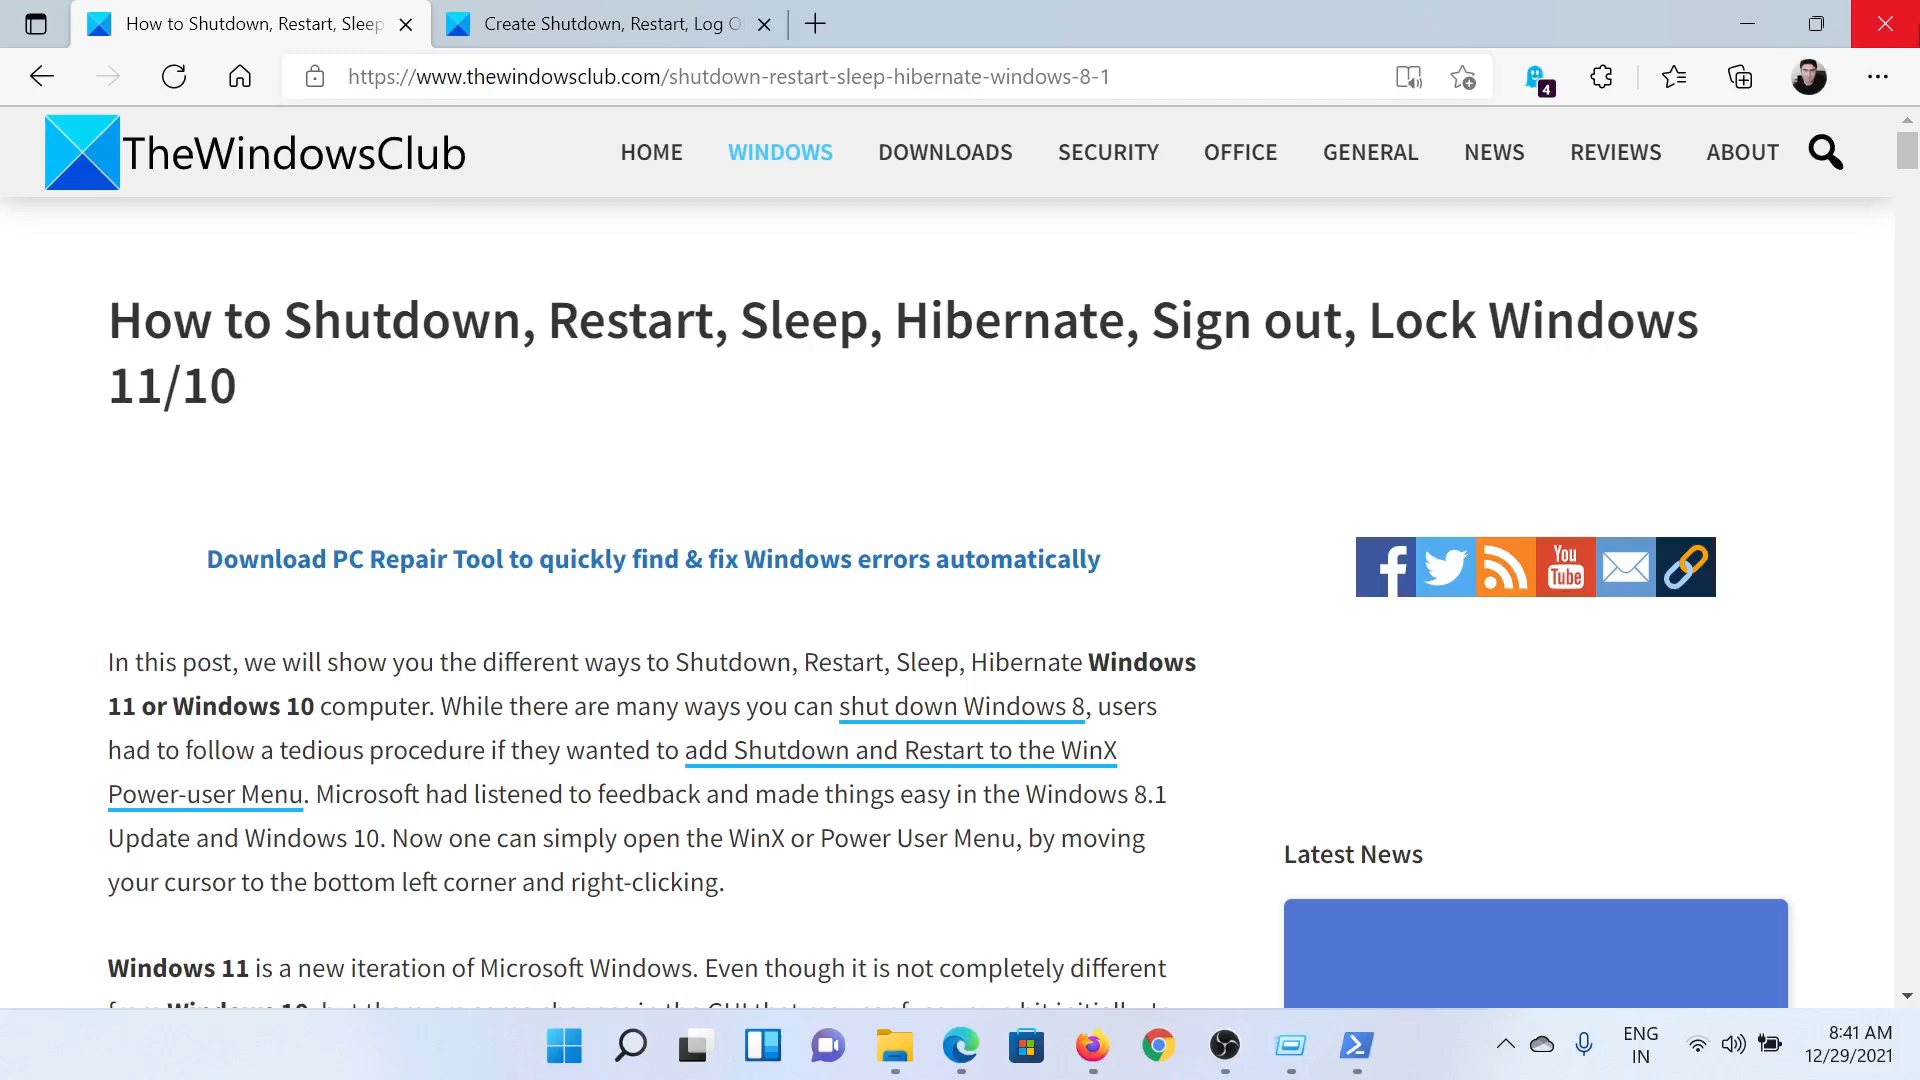 How to Shutdown, Restart, Sleep
Create Shutdown, Restart, Log O
https://www.thewindowsclub.com/shutdown-restart-sleep-hibernate-windows-8-1
4
TheWindowsClub
HOME WINDOWS DOWNLOADS SECURITY OFFICE GENERAL NEWS REVIEWS ABOUT
How to Shutdown, Restart, Sleep, Hibernate, Sign out, Lock Windows
11/10
Download PC Repair Tool to quickly find & fix Windows errors automatically
You
Tube
In this post, we will show you the different ways to Shutdown, Restart, Sleep, Hibernate Windows
11 or Windows 10 computer. While there are many ways you can shut down Windows 8, users
had to follow a tedious procedure if they wanted to add Shutdown and Restart to the WinX
Power-user Menu. Microsoft had listened to feedback and made things easy in the Windows 8.1
Update and Windows 10. Now one can simply open the WinX or Power User Menu, by moving
your cursor to the bottom left corner and right-clicking.
Latest News
Windows 11 is a new iteration of Microsoft Windows. Even though it is not completely different
ENG
IN
8:41 AM
12/29/2021